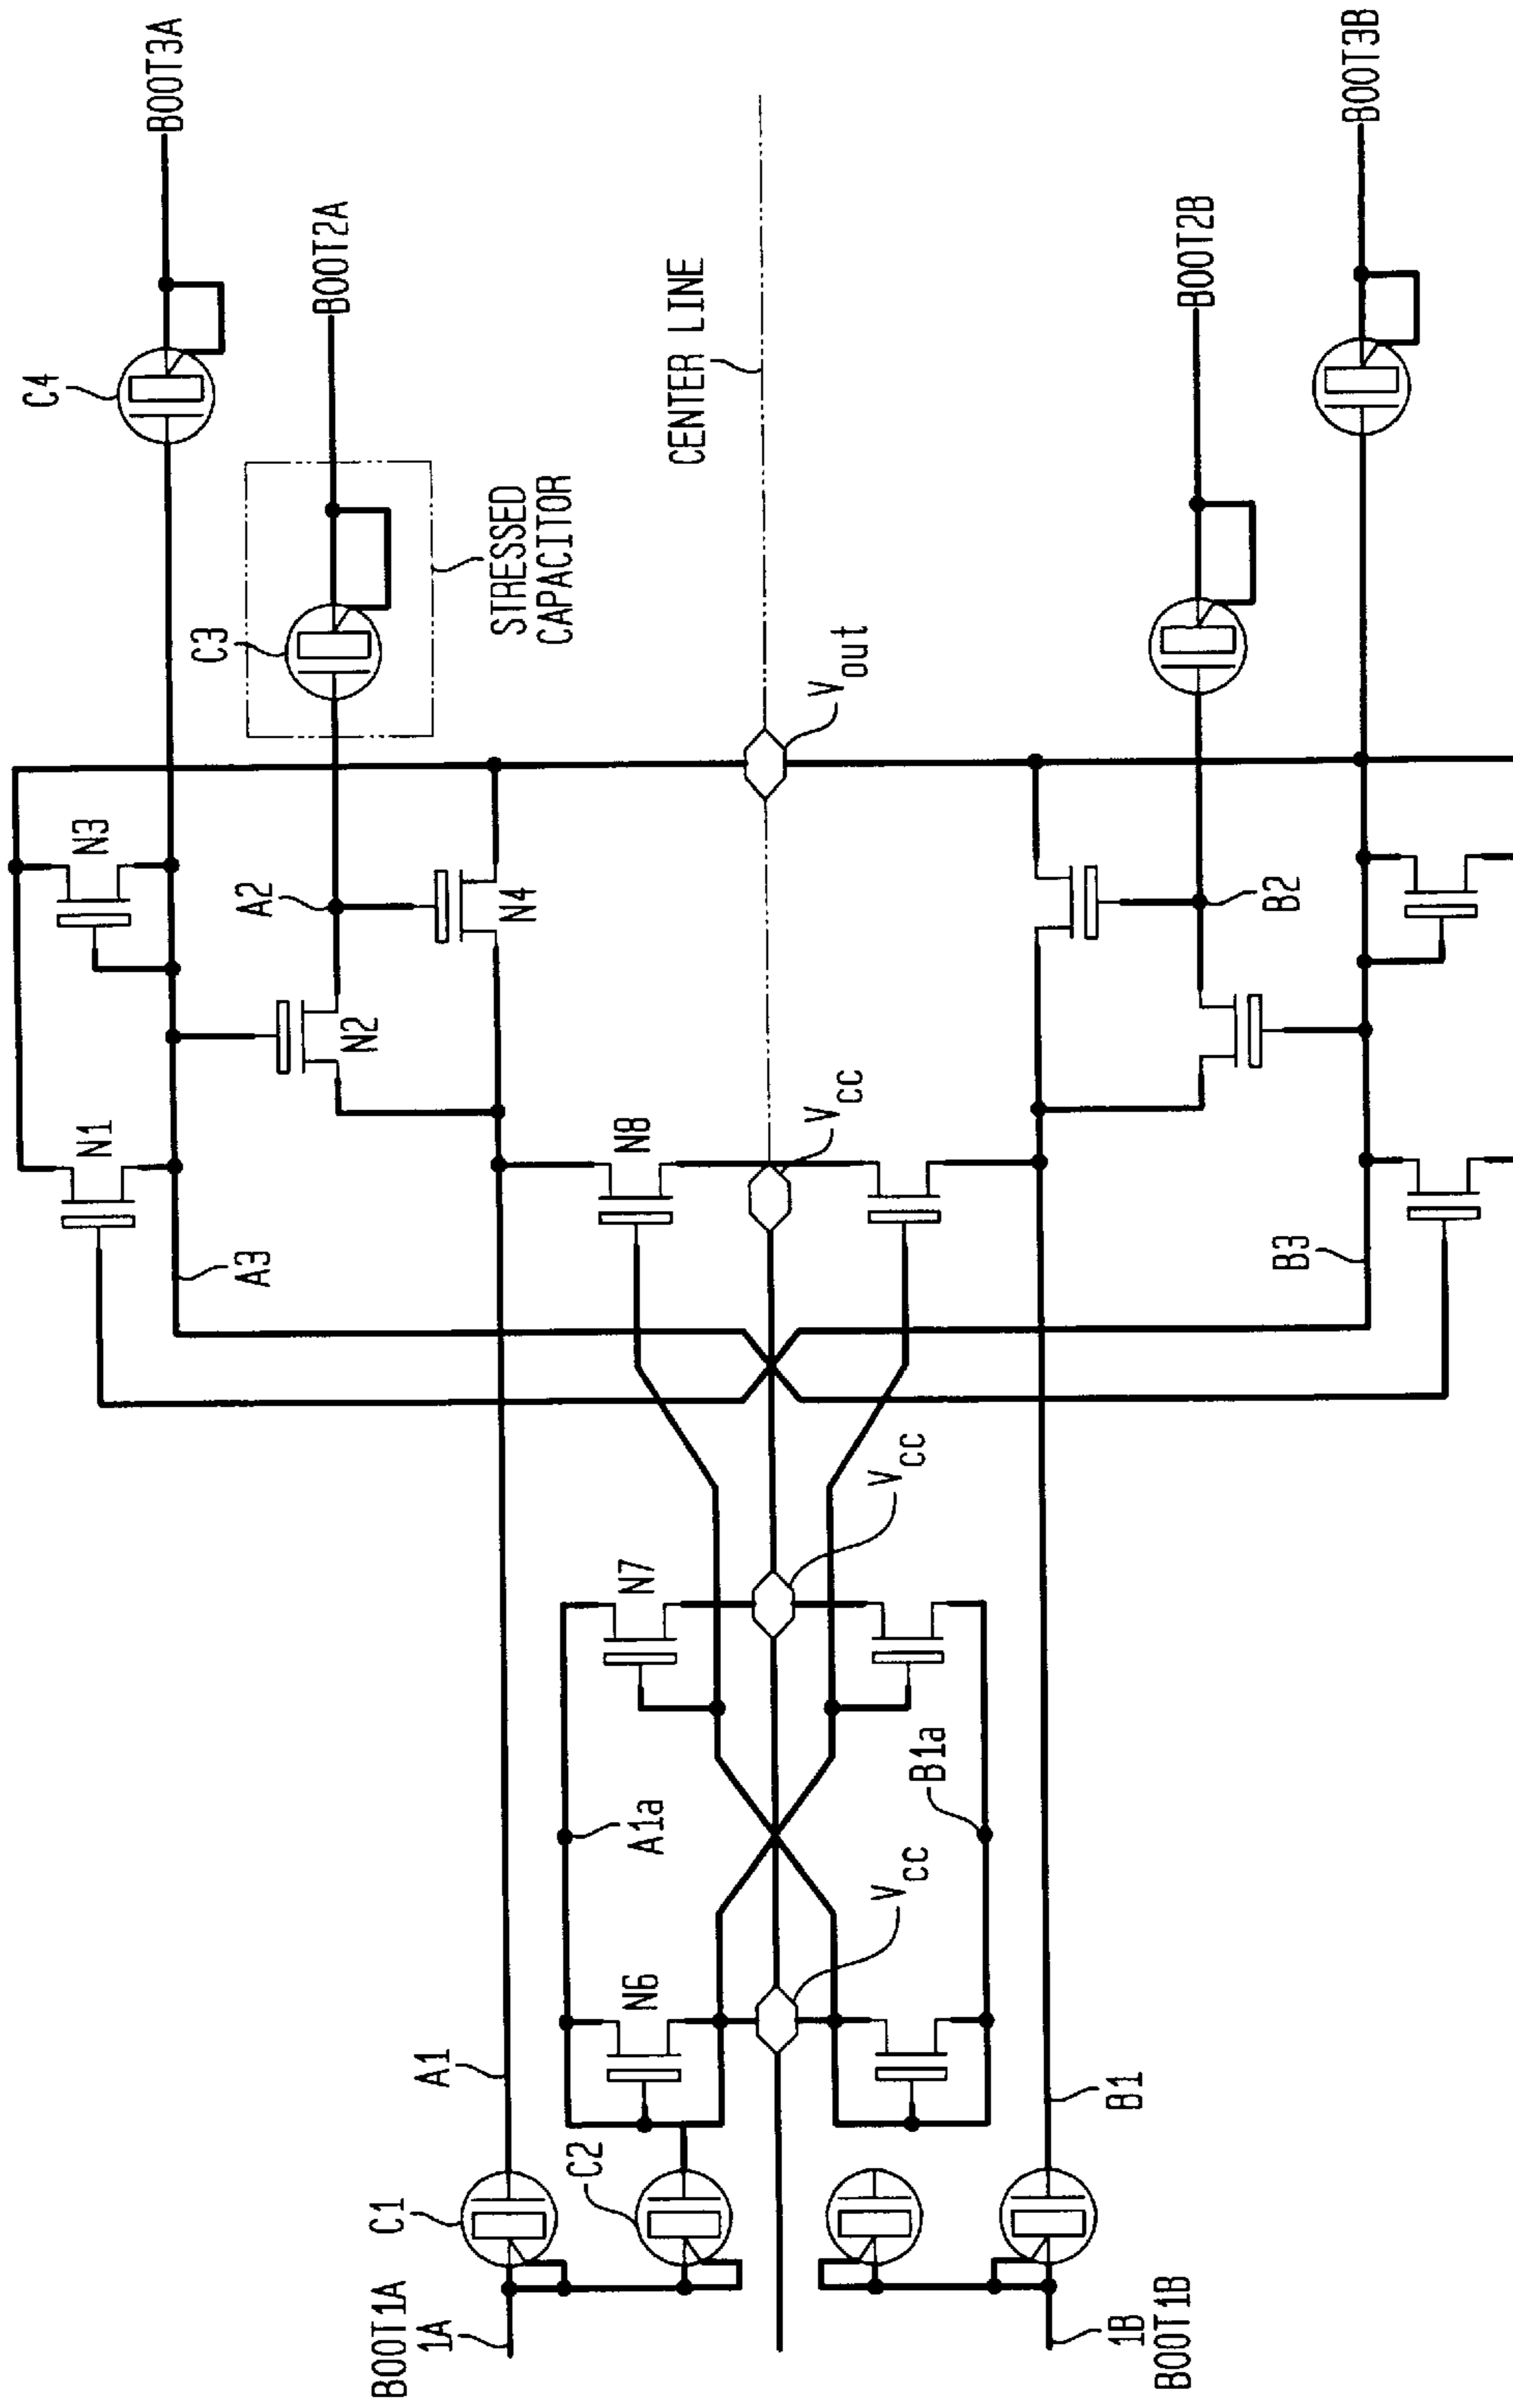 BOOT1A
1A
C1
A1
C2
N6
A1a
N7
Vcc
Vcc
B1a
B1
1B
BOOT1B
N1
A3
N2
N3
A2
N4
N8
Vcc
B3
B2
Vout
C3
C4
STRESSED
CAPACITOR
CENTER LINE
BOOT3A
BOOT2A
BOOT2B
BOOT3B